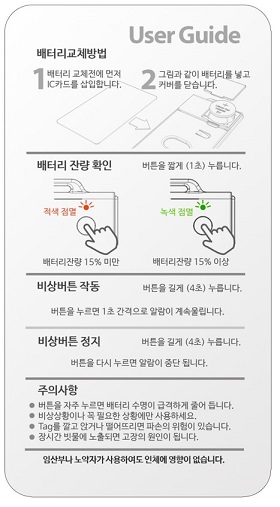 User Guide
배터리교체방법
1 배터리 교체전에 먼저
IC카드를 삽입합니다.
2 그림과 같이 배터리를 넣고
커버를 닫습니다.
배터리 잔량 확인 버튼을 짧게 (1초) 누릅니다.
적색 점멸
녹색 점멸
배터리잔량 15% 미만
배터리잔량 15% 이상
비상버튼 작동 버튼을 길게 (4초) 누릅니다.
버튼을 누르면 1초 간격으로 알람이 계속울립니다.
비상버튼 정지 버튼을 길게 (4초) 누릅니다.
버튼을 다시 누르면 알람이 중단 됩니다.
주의사항
● 버튼을 자주 누르면 배터리 수명이 급격하게 줄어 듭니다.
● 비상상황이나 꼭 필요한 상황에만 사용하세요.
● Tag를 깔고 앉거나 떨어뜨리면 파손의 위험이 있습니다.
● 장시간 빗물에 노출되면 고장의 원인이 됩니다.
임산부나 노약자가 사용하여도 인체에 영향이 없습니다.